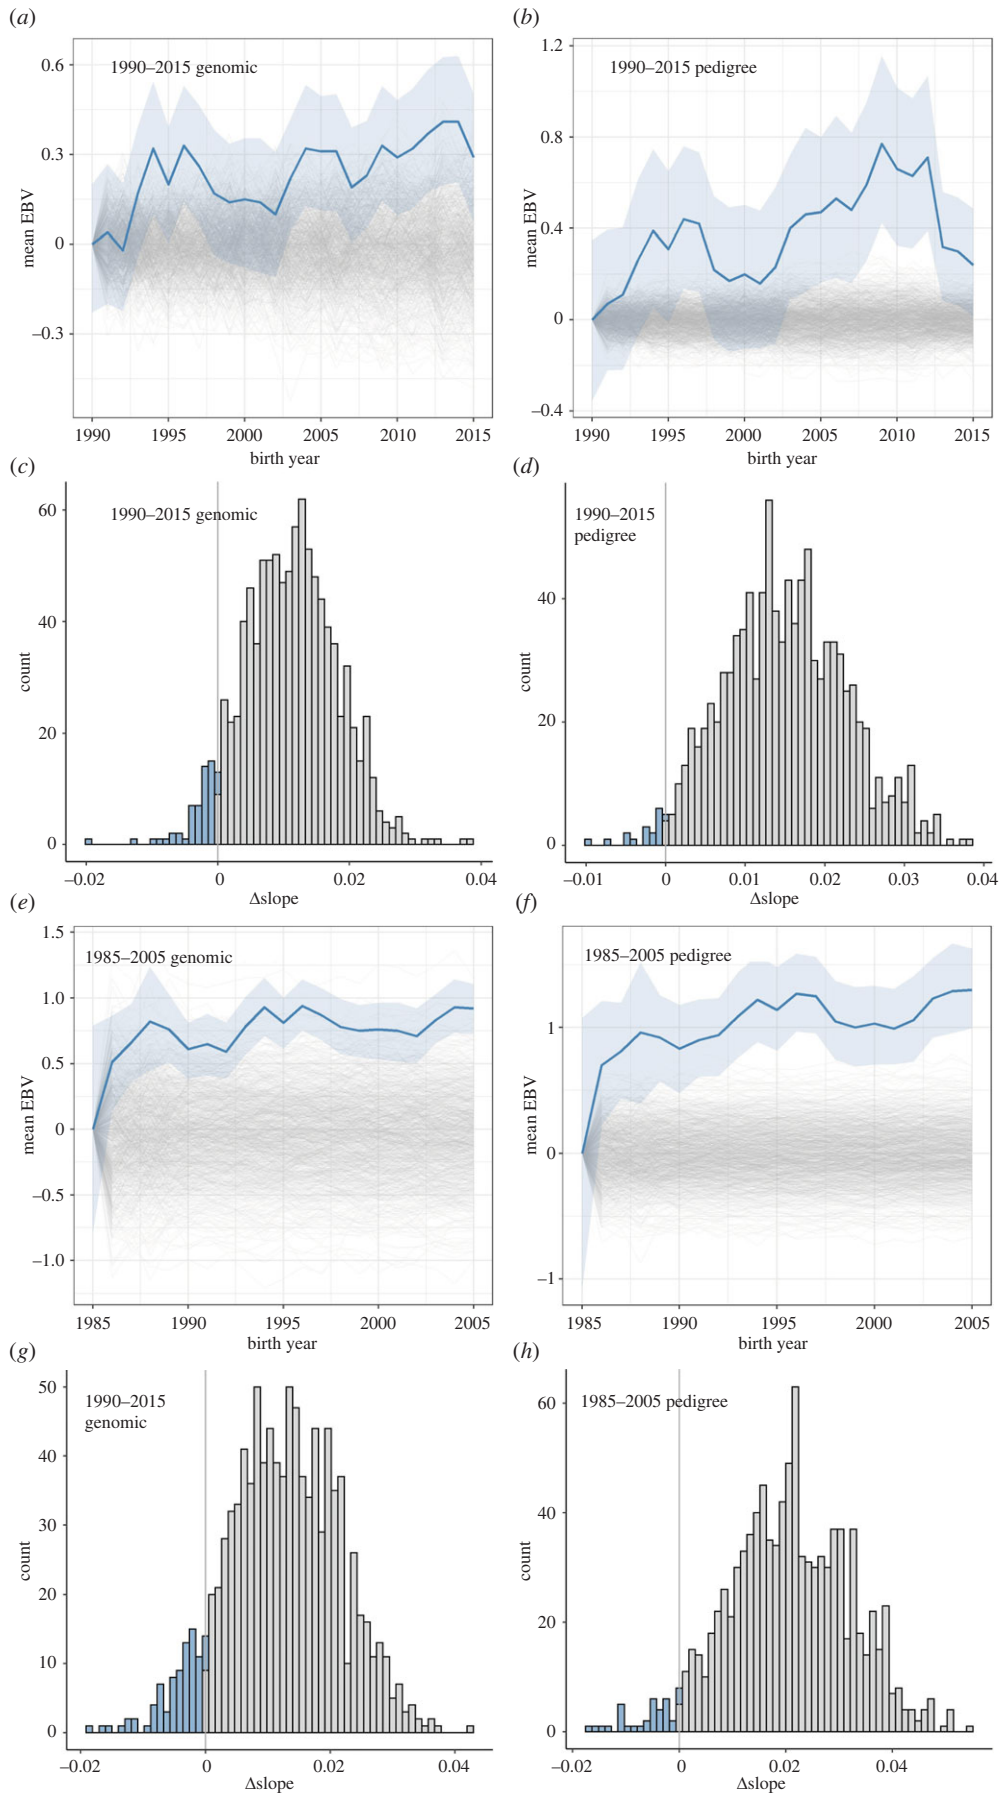 (a) (b)
0.6
0.3
0
–0.3
mean EBV
1990–2015 genomic
1990 1995 2000 2005 2010 2015
birth year
1.2
0.8
0.4
0
–0.4
mean EBV
1990–2015 pedigree
1990 1995 2000 2005 2010 2015
birth year
(c) (d)
60
40
20
0
count
1990–2015 genomic
–0.02 0 0.02 0.04
Δslope
40
20
0
count
1990–2015
pedigree
–0.01 0 0.01 0.02 0.03 0.04
Δslope
(e) (f)
1.5
1.0
0.5
0
–0.5
–1.0
mean EBV
1985–2005 genomic
1985 1990 1995 2000 2005
birth year
1
0
–1
mean EBV
1985–2005 pedigree
1985 1990 1995 2000 2005
birth year
(g) (h)
50
40
30
20
10
0
count
1990–2015
genomic
–0.02 0 0.02 0.04
Δslope
60
40
20
0
count
1985–2005 pedigree
–0.02 0 0.02 0.04
Δslope